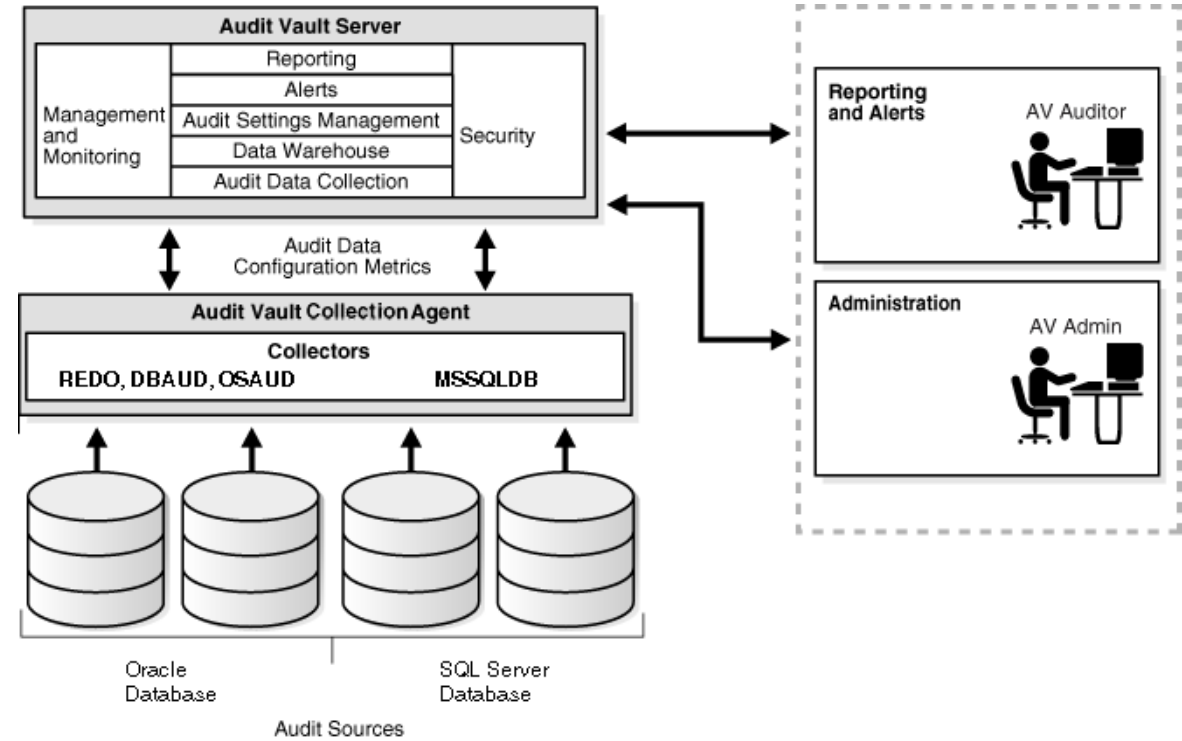 Audit Vault Server
Management
and
Monitoring
Reporting
Alerts
Audit Settings Management
Data Warehouse
Audit Data Collection
Security
Reporting
and Alerts
AV Auditor
Administration
AV Admin
Audit Data
Configuration Metrics
Audit Vault Collection Agent
Collectors
REDO, DBAUD, OSAUD
MSSQLDB
Oracle
Database
SQL Server
Database
Audit Sources